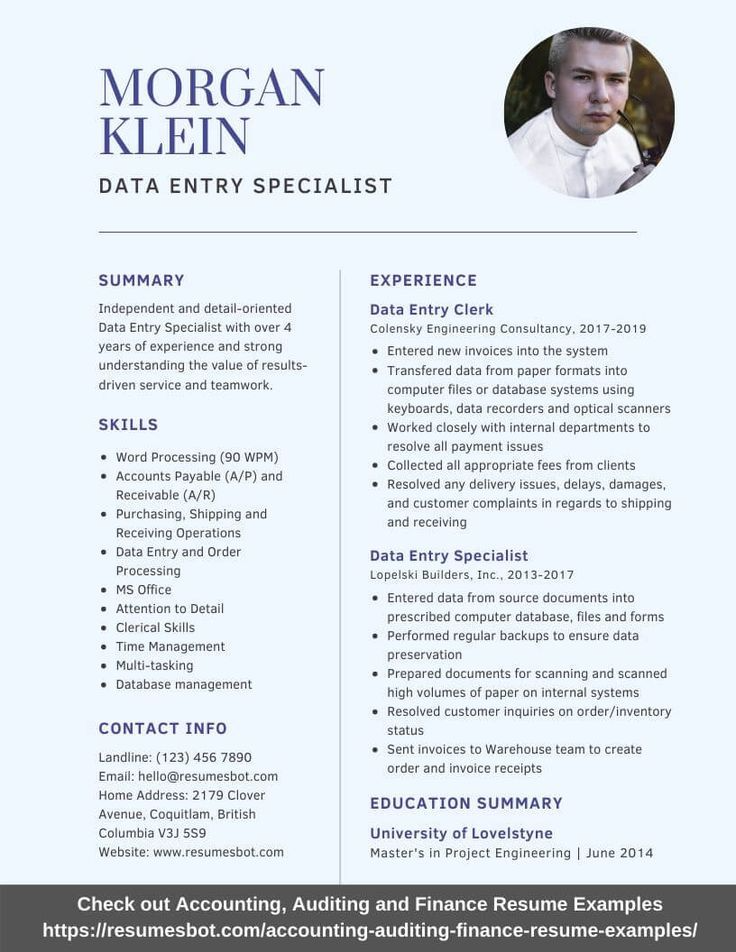 MORGAN
KLEIN
DATA ENTRY SPECIALIST
SUMMARY
Independent and detail-oriented
Data Entry Specialist with over 4
years of experience and strong
understanding the value of results-
driven service and teamwork.
SKILLS
• Word Processing (90 WPM)
• Accounts Payable (A/P) and
Receivable (A/R)
• Purchasing, Shipping and
Receiving Operations
• Data Entry and Order
Processing
• MS Office
• Attention to Detail
• Clerical Skills
• Time Management
• Multi-tasking
• Database management
CONTACT INFO
Landline: (123) 456 7890
Email: hello@resumesbot.com
Home Address: 2179 Clover
Avenue, Coquitlam, British
Columbia V3J 5S9
Website: www.resumesbot.com
EXPERIENCE
Data Entry Clerk
Colensky Engineering Consultancy, 2017-2019
• Entered new invoices into the system
• Transfered data from paper formats into
computer files or database systems using
keyboards, data recorders and optical scanners
• Worked closely with internal departments to
resolve all payment issues
• Collected all appropriate fees from clients
• Resolved any delivery issues, delays, damages,
and customer complaints in regards to shipping
and receiving
Data Entry Specialist
Lopelski Builders, Inc., 2013-2017
• Entered data from source documents into
prescribed computer database, files and forms
• Performed regular backups to ensure data
preservation
• Prepared documents for scanning and scanned
high volumes of paper on internal systems
• Resolved customer inquiries on order/inventory
status
• Sent invoices to Warehouse team to create
order and invoice receipts
EDUCATION SUMMARY
University of Lovelstyne
Master's in Project Engineering | June 2014
Check out Accounting, Auditing and Finance Resume Examples
https://resumesbot.com/accounting-auditing-finance-resume-examples/